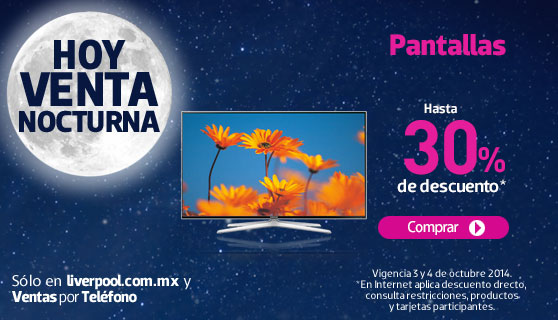 HOY
VENTA
NOCTURNA
Pantallas
Hasta
30%
de descuento*
Comprar
Sólo en liverpool.com.mx y
Ventas por Teléfono
Vigencia 3 y 4 de octubre 2014.
*En Internet aplica descuento directo,
consulta restricciones, productos
y tarjetas participantes.